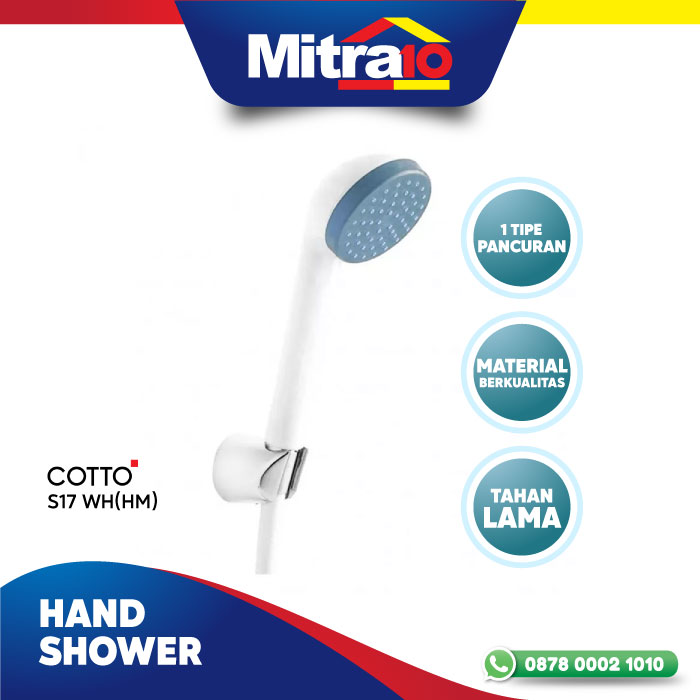 Mitra10
1 TIPE
PANCURAN
MATERIAL
BERKUALITAS
COTTO
S17 WH(HM)
TAHAN
LAMA
HAND
SHOWER
0878 0002 1010